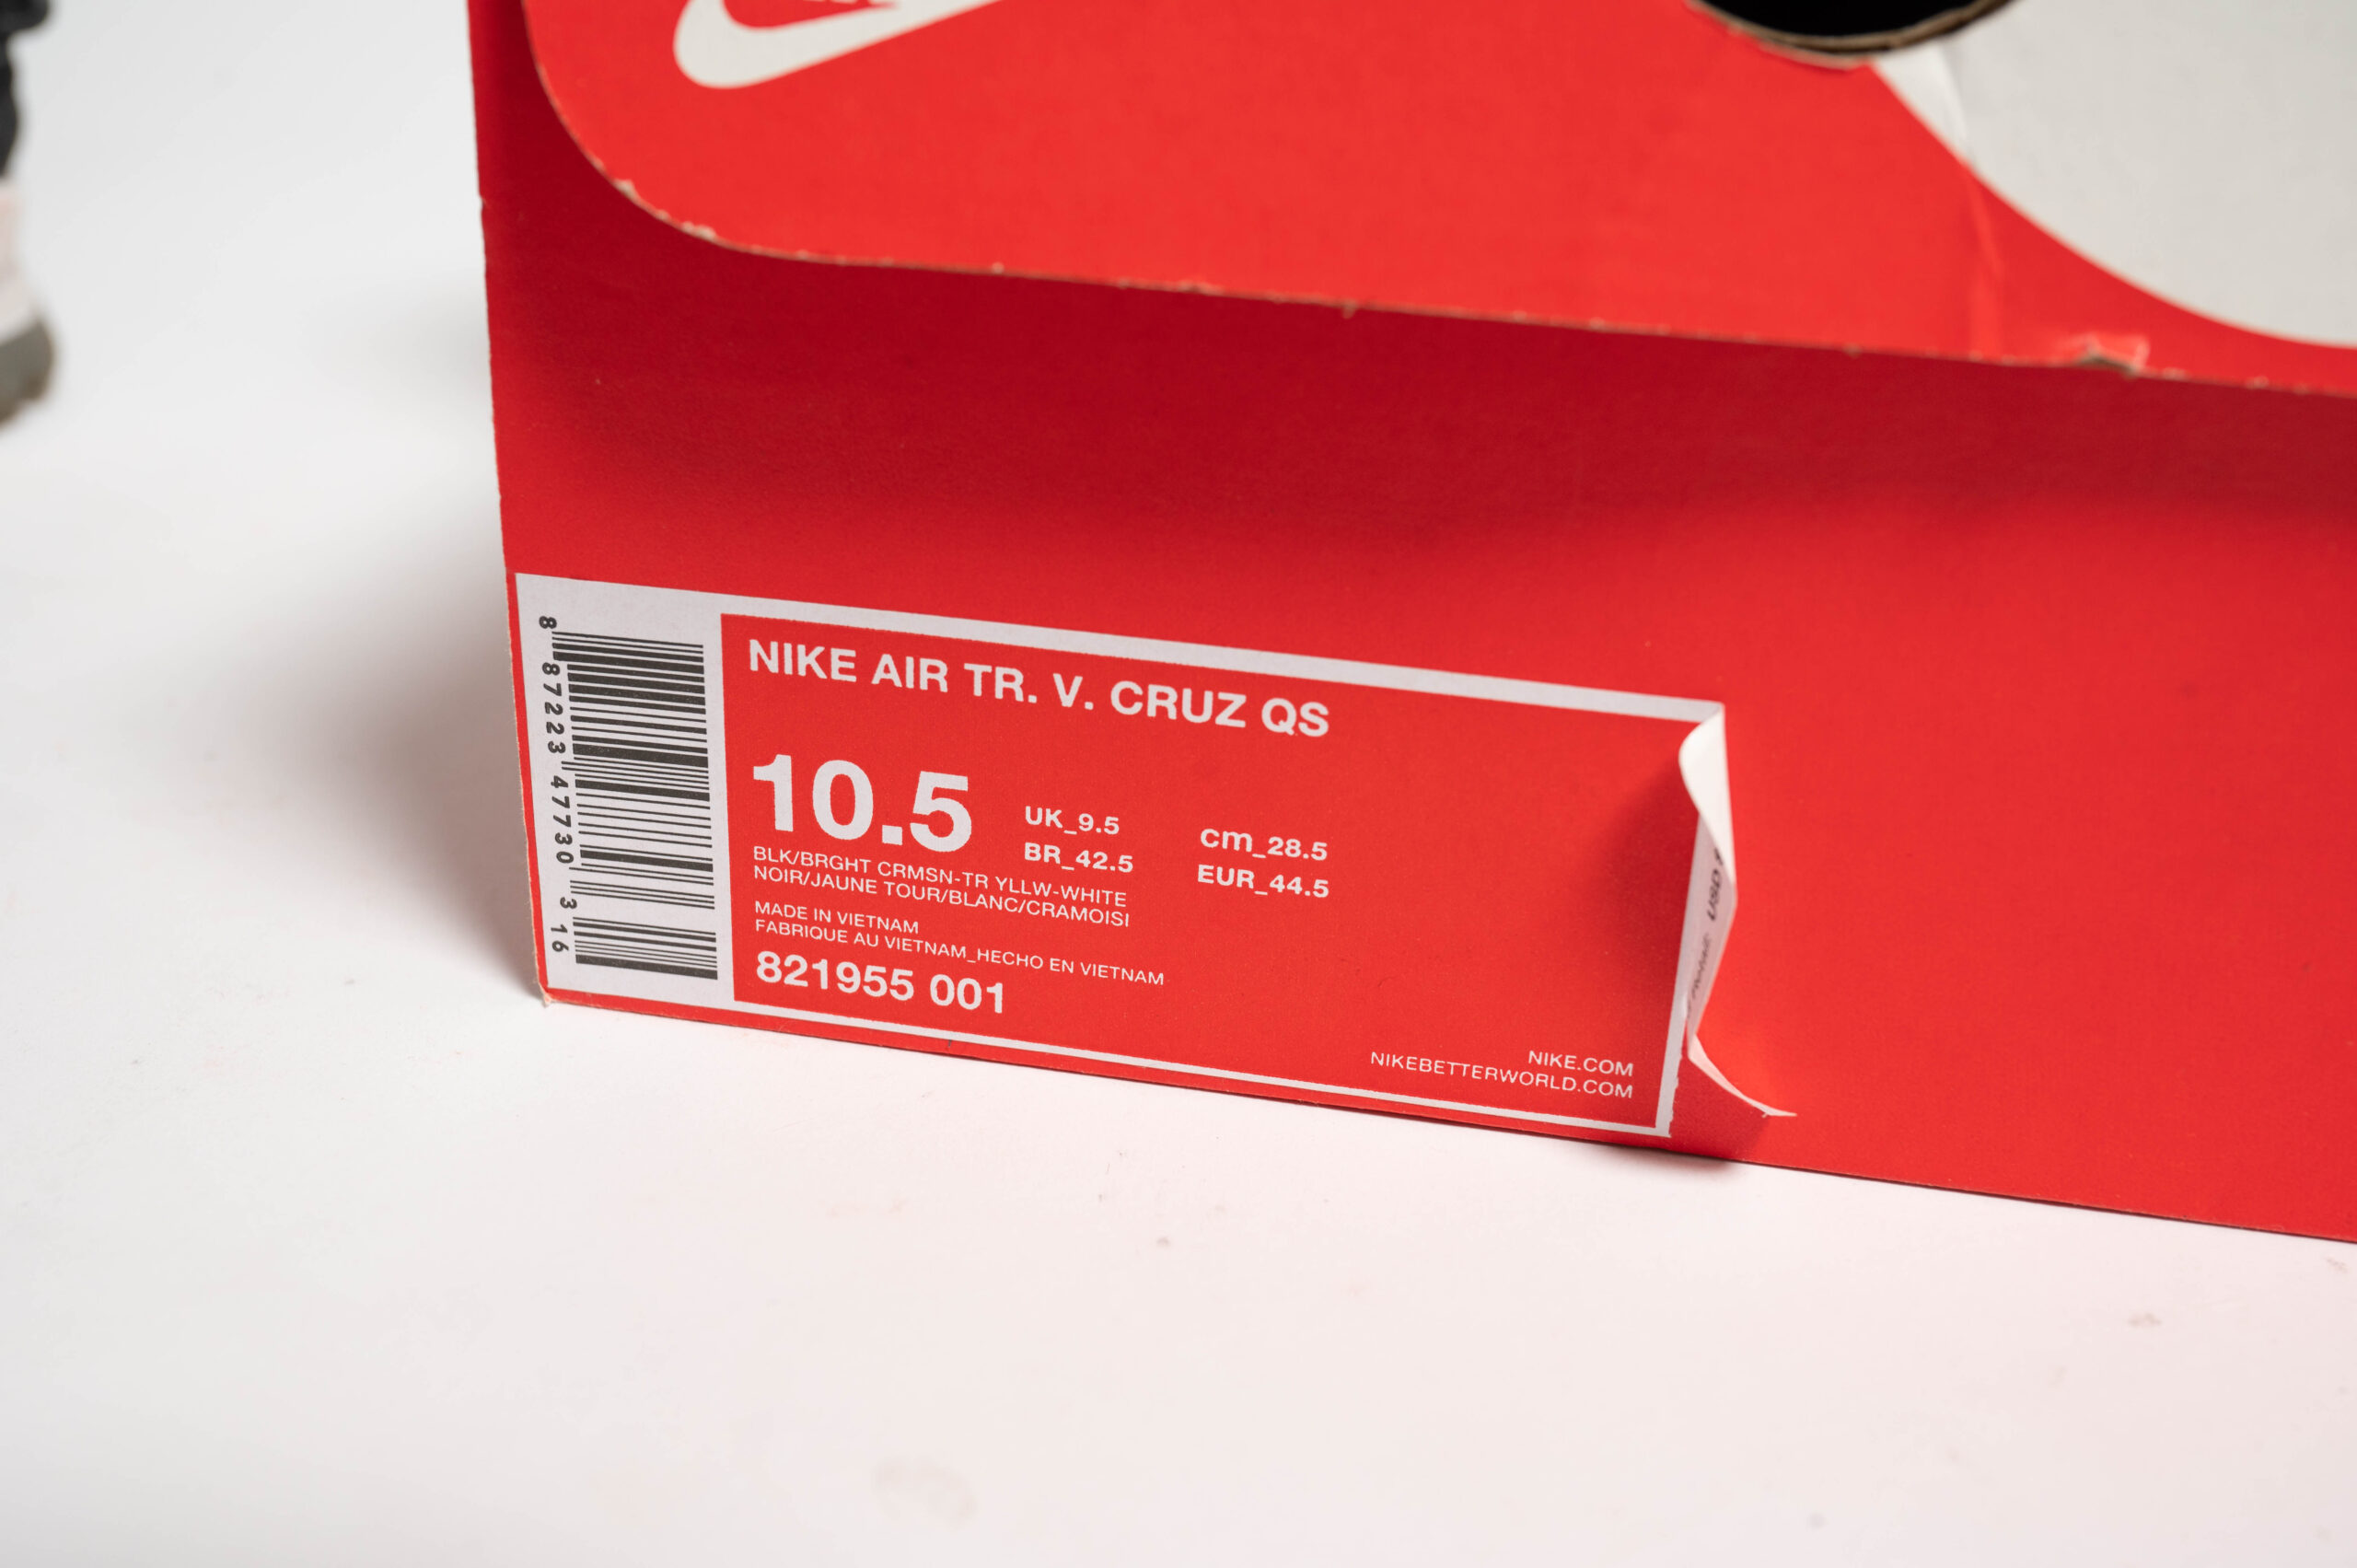 NIKE AIR TR. V. CRUZ QS
10.5
UK_9.5
cm_28.5
BR_42.5
EUR_44.5
BLK/BRGHT CRMSN-TR YLLW-WHITE
NOIR/JAUNE TOUR/BLANC/CRAMOISI
MADE IN VIETNAM
FABRIQUE AU VIETNAM_HECHO EN VIETNAM
821955 001
NIKE.COM
NIKEBETTERWORLD.COM
8 87223 47730 3 16
USD